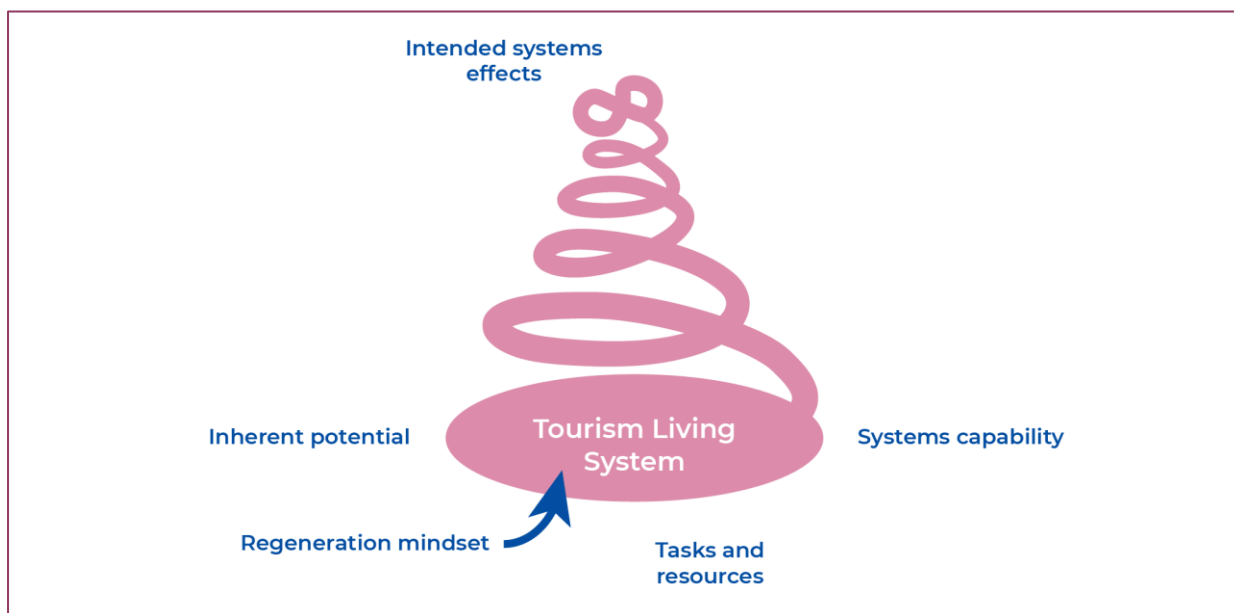 Intended systems
effects
Inherent potential
Tourism Living
System
Systems capability
Regeneration mindset
Tasks and
resources